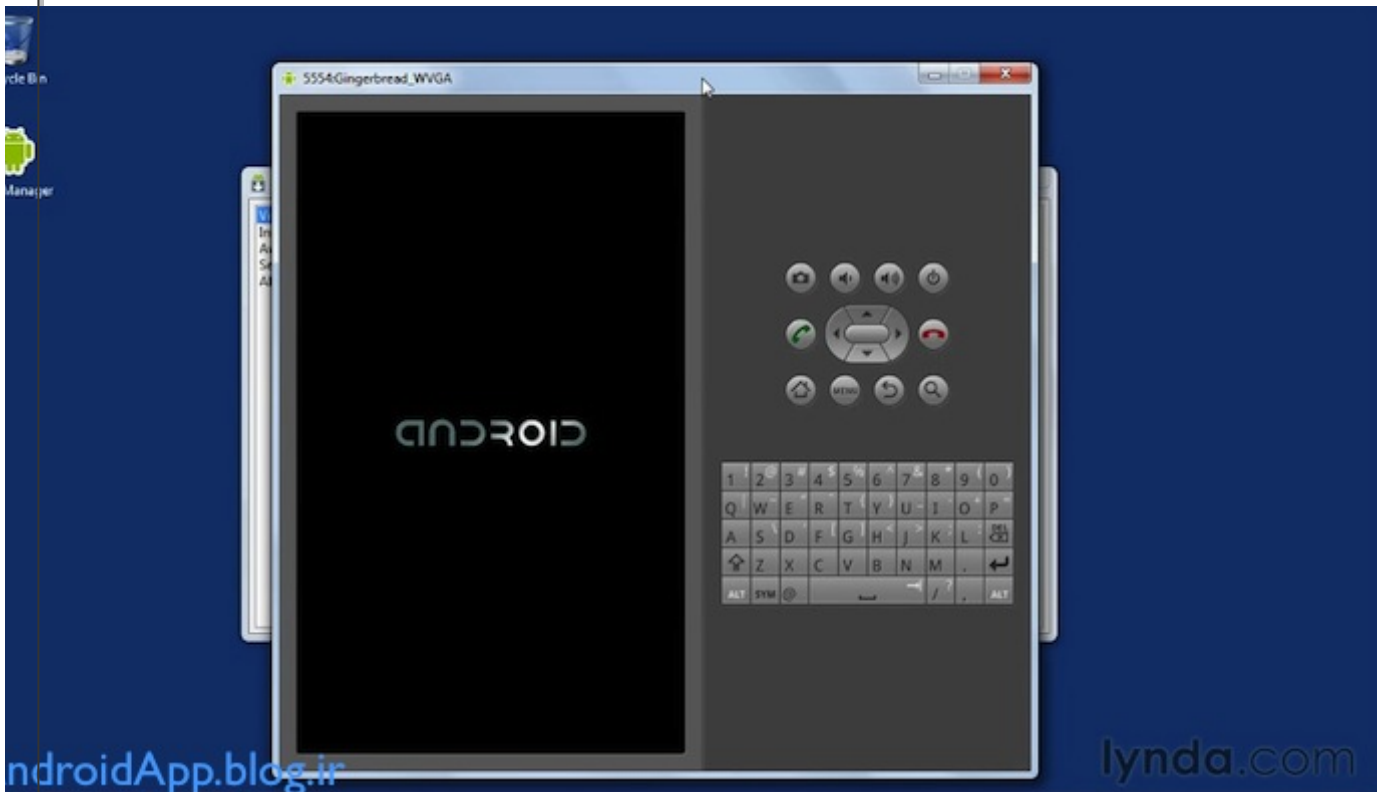 cle Bin
5554:Gingerbread_WVGA
Manager
ANDROID
MENU
1 ! 2 @ 3 # 4 $ 5 % 6 ^ 7 & 8 * 9 ( 0 )
Q W E R T Y U I O P
A S D F G H J K L DEL
Z X C V B N M .
ALT SYM @ / ? , ALT
ndroidApp.blog.ir
lynda.com